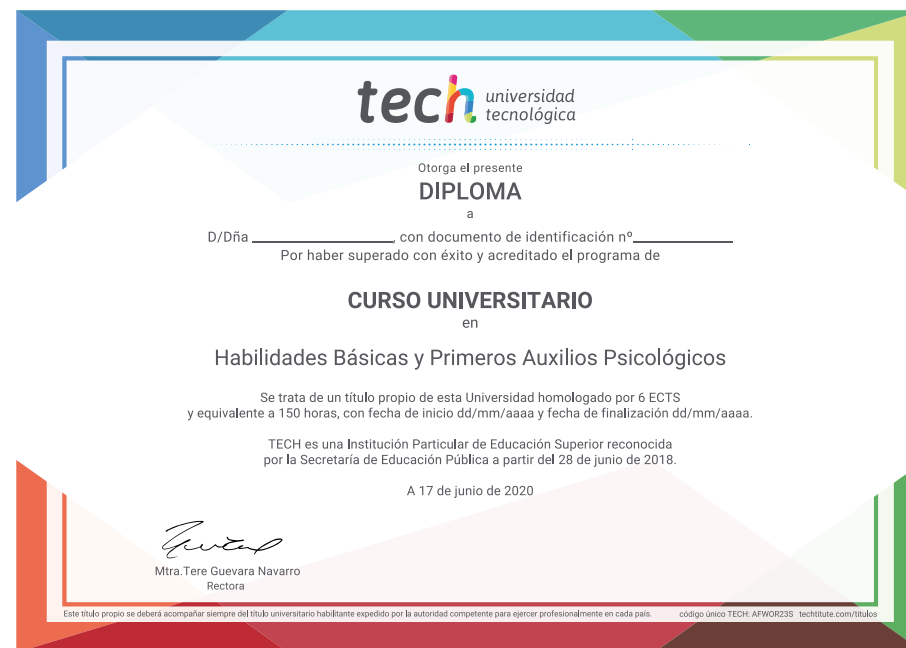 tech universidad
tecnológica
Otorga el presente
DIPLOMA
a
D/Dña ____________________, con documento de identificación nº______________
Por haber superado con éxito y acreditado el programa de
CURSO UNIVERSITARIO
en
Habilidades Básicas y Primeros Auxilios Psicológicos
Se trata de un título propio de esta Universidad homologado por 6 ECTS
y equivalente a 150 horas, con fecha de inicio dd/mm/aaaa y fecha de finalización dd/mm/aaaa.
TECH es una Institución Particular de Educación Superior reconocida
por la Secretaría de Educación Pública a partir del 28 de junio de 2018.
A 17 de junio de 2020
Mtra.Tere Guevara Navarro
Rectora
Este título propio se deberá acompañar siempre del título universitario habilitante expedido por la autoridad competente para ejercer profesionalmente en cada país. código único TECH: AFWOR23S techtitute.com/titulos